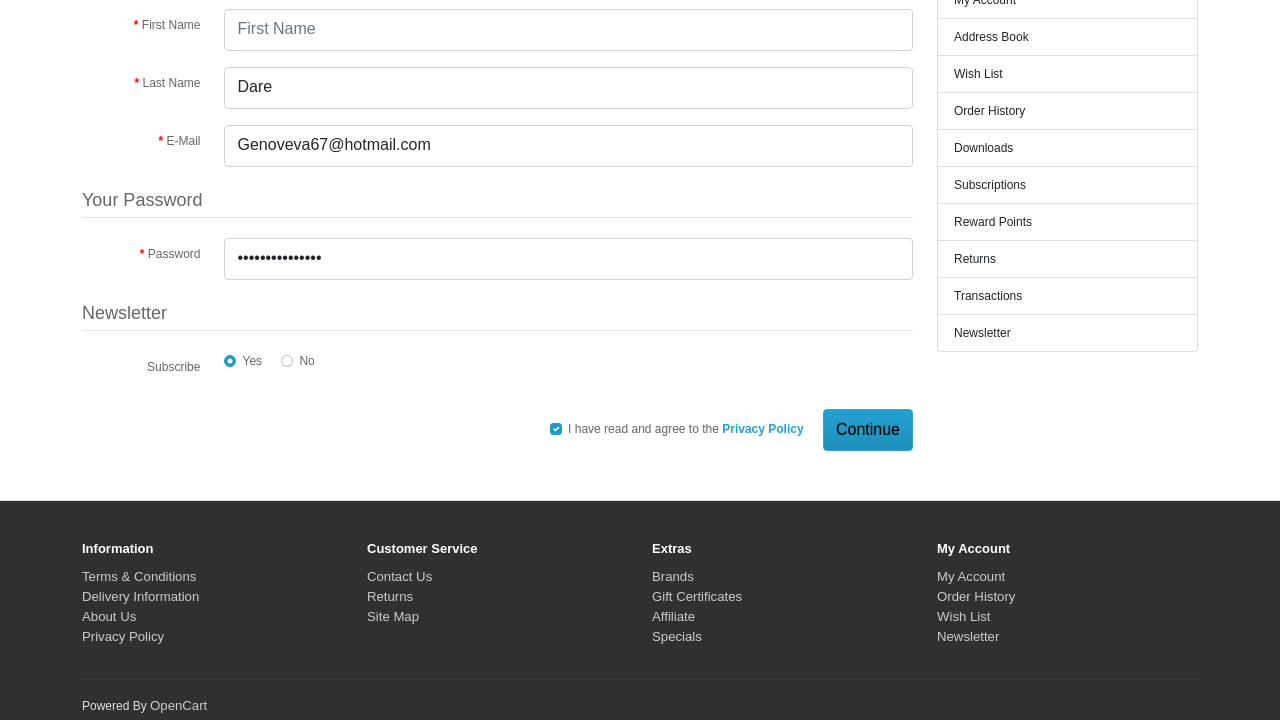 * First Name
First Name
* Last Name
Dare
* E-Mail
Genoveva67@hotmail.com
Your Password
* Password
•••••••••••••••
Newsletter
Subscribe
Yes
No
I have read and agree to the Privacy Policy
Continue
My Account
Address Book
Wish List
Order History
Downloads
Subscriptions
Reward Points
Returns
Transactions
Newsletter
Information
Terms & Conditions
Delivery Information
About Us
Privacy Policy
Customer Service
Contact Us
Returns
Site Map
Extras
Brands
Gift Certificates
Affiliate
Specials
My Account
My Account
Order History
Wish List
Newsletter
Powered By OpenCart